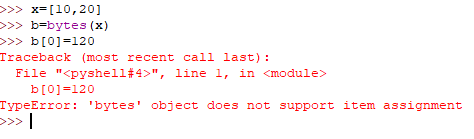 >>> x=[10,20]
>>> b=bytes(x)
>>> b[0]=120
Traceback (most recent call last):
  File "<pyshell#4>", line 1, in <module>
    b[0]=120
TypeError: 'bytes' object does not support item assignment
>>>